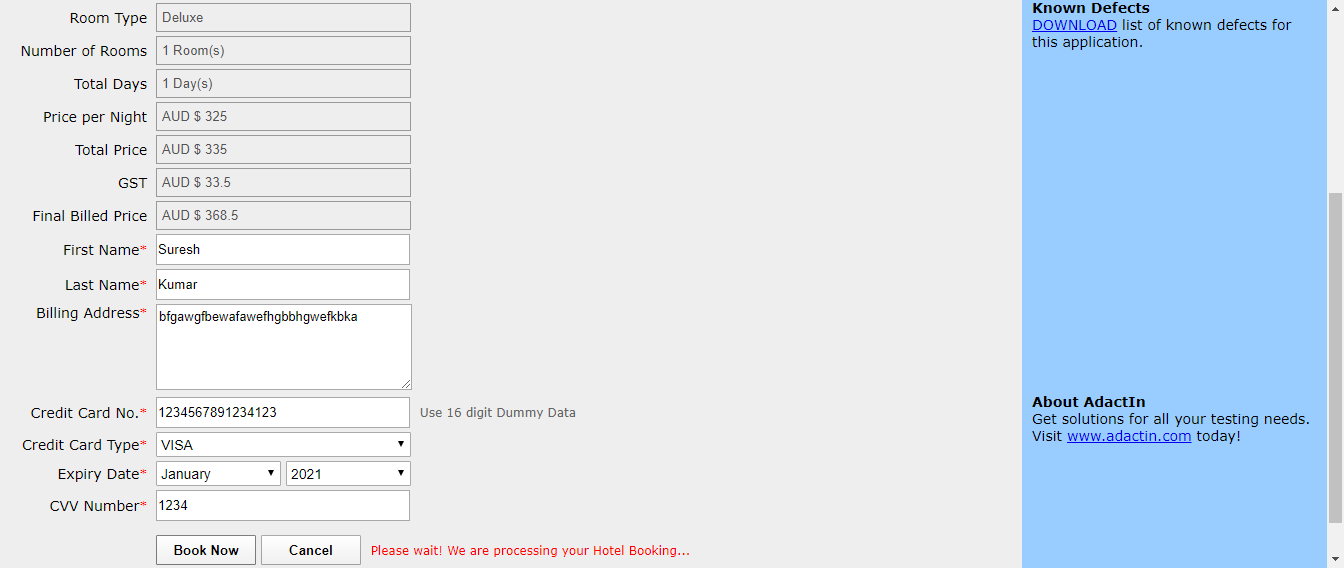 Room Type Deluxe
Number of Rooms 1 Room(s)
Total Days 1 Day(s)
Price per Night AUD $ 325
Total Price AUD $ 335
GST AUD $ 33.5
Final Billed Price AUD $ 368.5
First Name* Suresh
Last Name* Kumar
Billing Address* bfgawgfbewafawefhgbbhgwefkbka
Credit Card No.* 1234567891234123 Use 16 digit Dummy Data
Credit Card Type* VISA
Expiry Date* January 2021
CVV Number* 1234
Book Now Cancel Please wait! We are processing your Hotel Booking...
Known Defects
DOWNLOAD list of known defects for
this application.
About AdactIn
Get solutions for all your testing needs.
Visit www.adactin.com today!